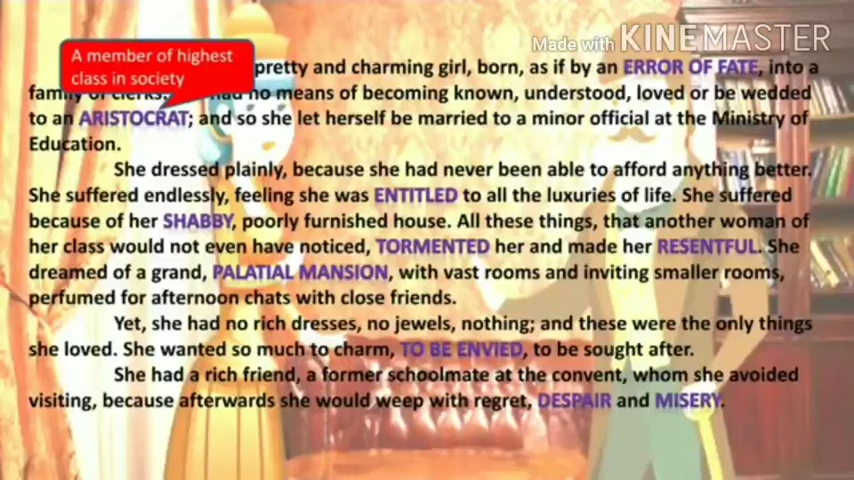 Made with KINEMASTER
A member of highest
class in society
pretty and charming girl, born, as if by an ERROR OF FATE, into a
family of clerks. had no means of becoming known, understood, loved or be wedded
to an ARISTOCRAT; and so she let herself be married to a minor official at the Ministry of
Education.
She dressed plainly, because she had never been able to afford anything better.
She suffered endlessly, feeling she was ENTITLED to all the luxuries of life. She suffered
because of her SHABBY, poorly furnished house. All these things, that another woman of
her class would not even have noticed, TORMENTED her and made her RESENTFUL. She
dreamed of a grand, PALATIAL MANSION, with vast rooms and inviting smaller rooms,
perfumed for afternoon chats with close friends.
Yet, she had no rich dresses, no jewels, nothing; and these were the only things
she loved. She wanted so much to charm, TO BE ENVIED, to be sought after.
She had a rich friend, a former schoolmate at the convent, whom she avoided
visiting, because afterwards she would weep with regret, DESPAIR and MISERY.